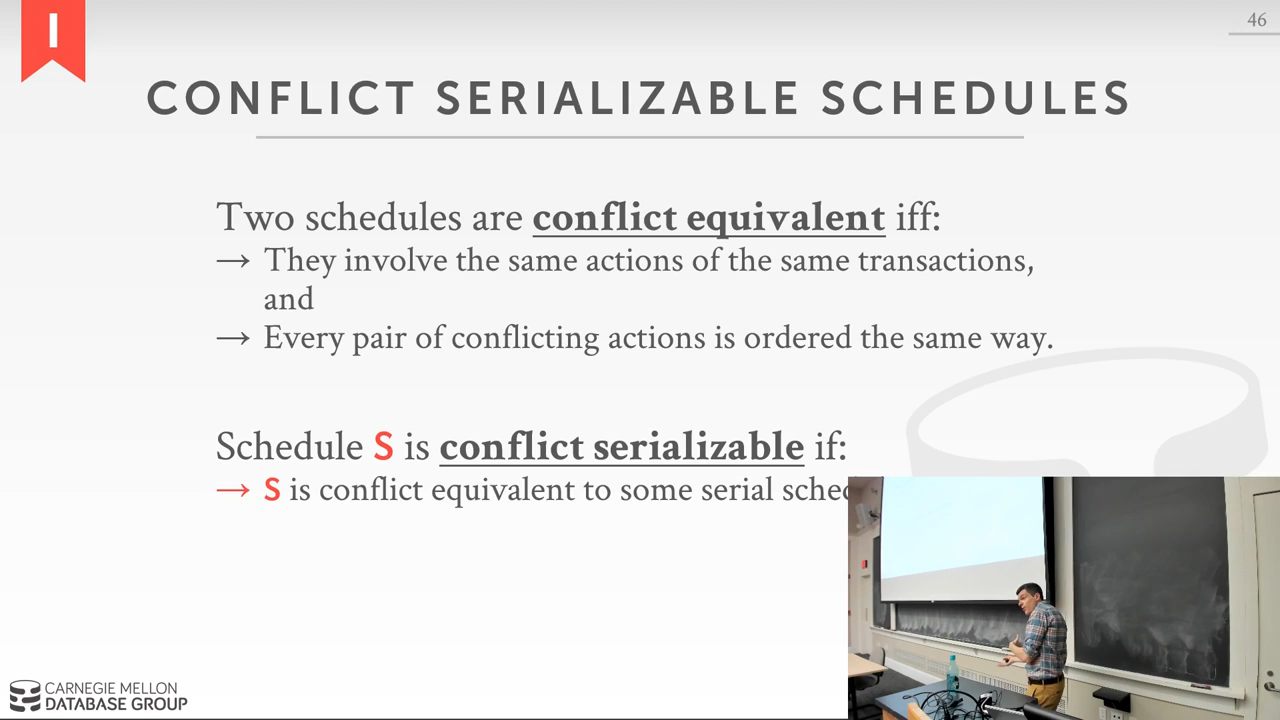 I
46
CONFLICT SERIALIZABLE SCHEDULES
Two schedules are conflict equivalent iff:
→ They involve the same actions of the same transactions,
and
→ Every pair of conflicting actions is ordered the same way.
Schedule S is conflict serializable if:
→ S is conflict equivalent to some serial
CARNEGIE MELLON
DATABASE GROUP